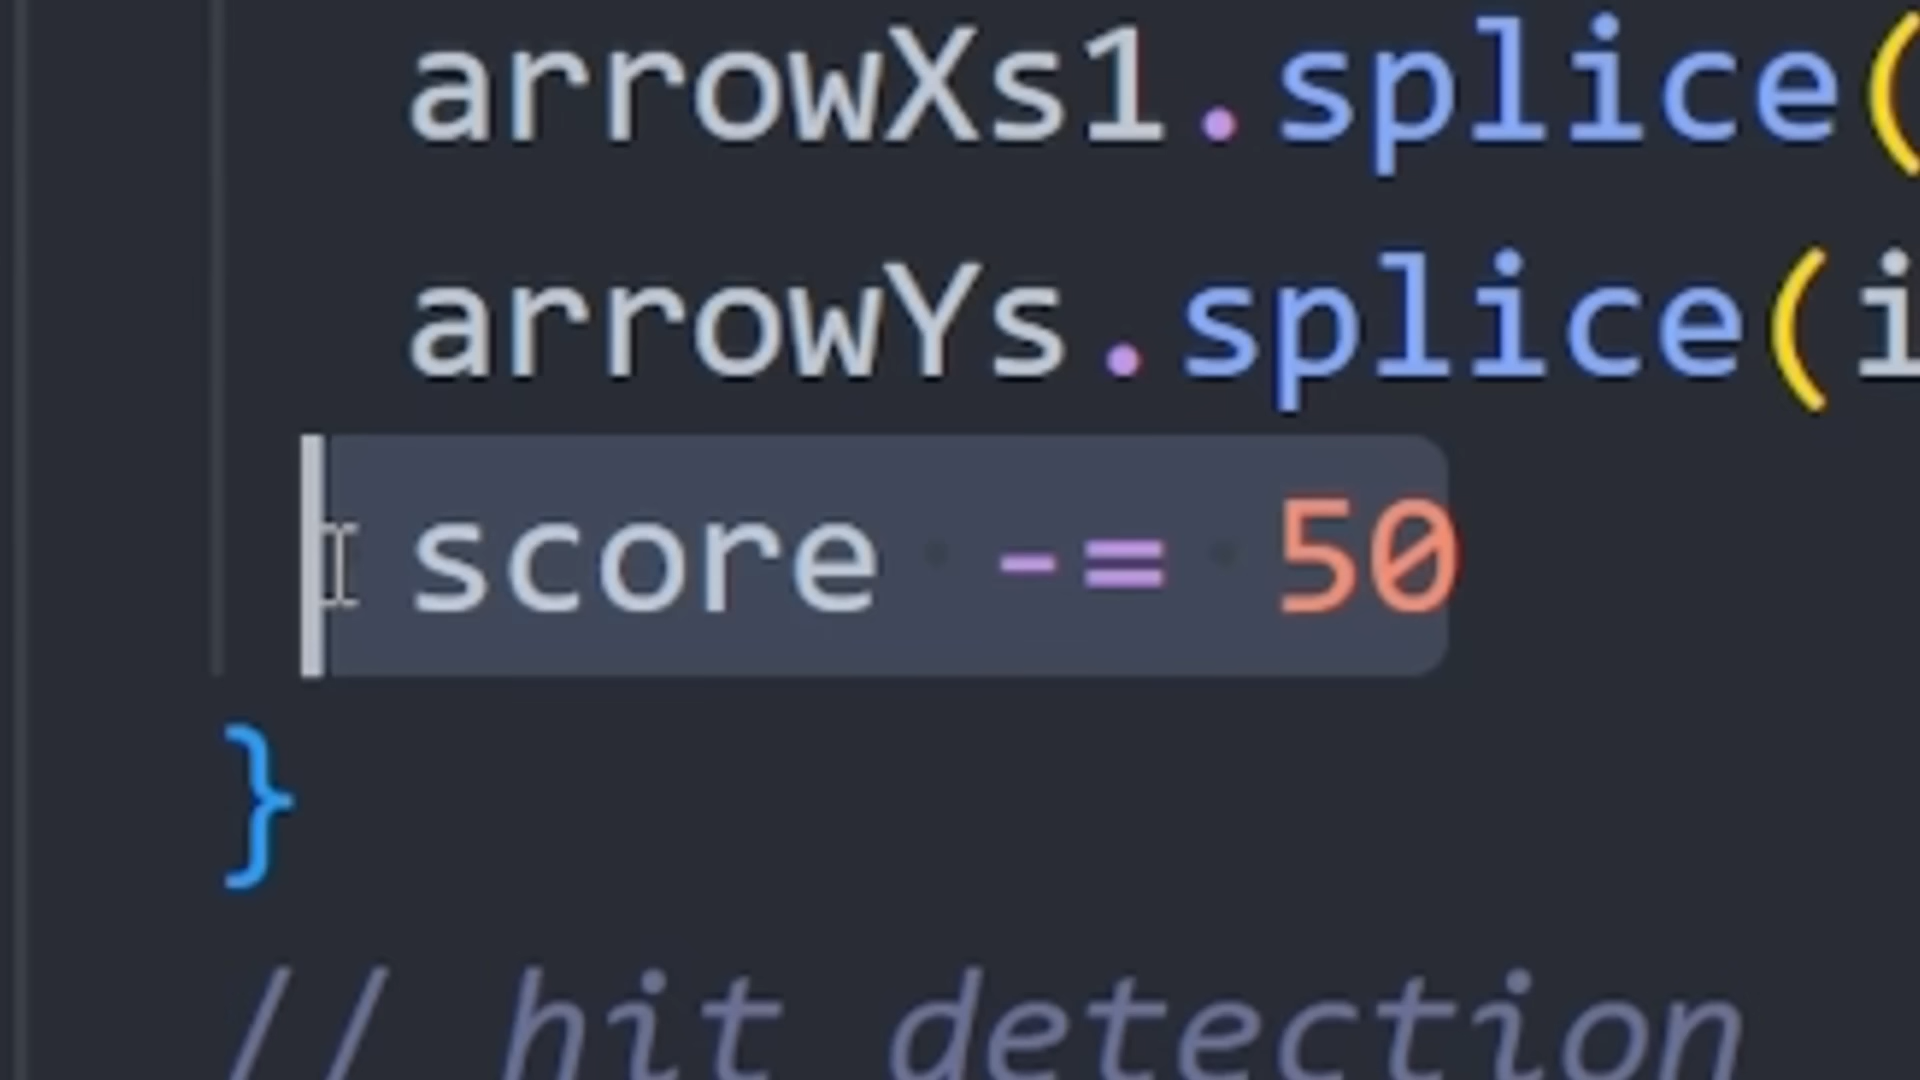 arrowXs1.splice(
arrowYs.splice(i
score -= 50
}
// hit detection